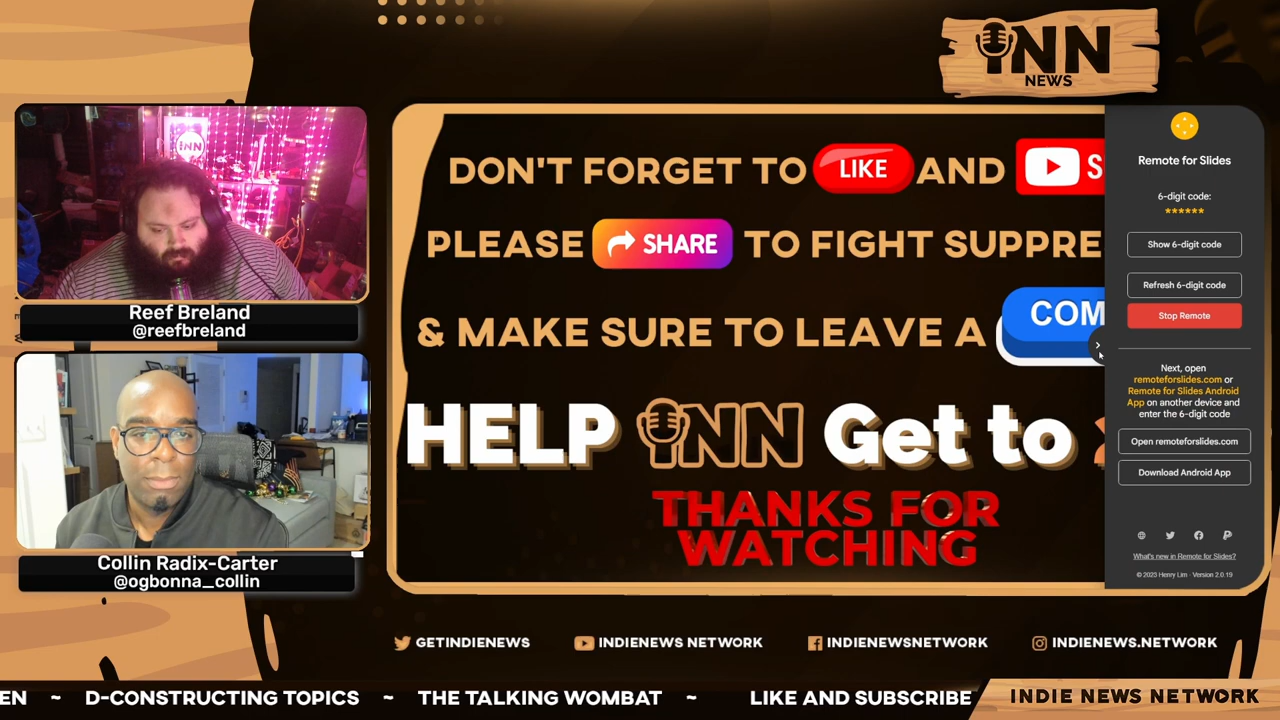 INN
NEWS
INN
Reef Breland
@reefbreland
Collin Radix-Carter
@ogbonna_collin
DON'T FORGET TO LIKE AND S
PLEASE SHARE TO FIGHT SUPPRE
& MAKE SURE TO LEAVE A COM
HELP INN Get to
THANKS FOR
WATCHING
Remote for Slides
6-digit code:
******
Show 6-digit code
Refresh 6-digit code
Stop Remote
Next, open
remoteforslides.com or
Remote for Slides Android
App on another device and
enter the 6-digit code
Open remoteforslides.com
Download Android App
What's new in Remote for Slides?
© 2023 Henry Lim · Version 2.0.19
GETINDIENEWS
INDIENEWS NETWORK
INDIENEWSNETWORK
INDIENEWS.NETWORK
EN ~ D-CONSTRUCTING TOPICS ~ THE TALKING WOMBAT ~ LIKE AND SUBSCRIBE
INDIE NEWS NETWORK